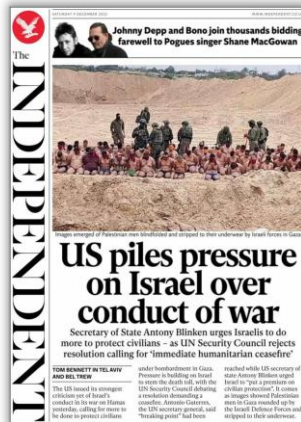 SATURDAY 9 DECEMBER 2023
WWW.INDEPENDENT.CO.UK
Johnny Depp and Bono join thousands bidding
farewell to Pogues singer Shane MacGowan
The
INDEPENDENT
Images emerged of Palestinian men blindfolded and stripped to their underwear by Israeli forces in Gaza
US piles pressure
on Israel over
conduct of war
Secretary of State Antony Blinken urges Israelis to do
more to protect civilians – as UN Security Council rejects
resolution calling for ‘immediate humanitarian ceasefire’
TOM BENNETT IN TEL AVIV
AND BEL TREW
The US issued its strongest
criticism yet of Israel’s
conduct in its war on Hamas
yesterday, calling for more to
be done to protect civilians
under bombardment in Gaza.
Pressure is building on Israel
to stem the death toll, with the
UN Security Council debating
a resolution demanding a
ceasefire. Antonio Guterres,
the UN secretary general, said
“breaking point” had been
reached while US secretary of
state Antony Blinken urged
Israel to “put a premium on
civilian protection”. It comes
as images showed Palestinian
men in Gaza rounded up by
the Israeli Defence Forces and
stripped to their underwear.